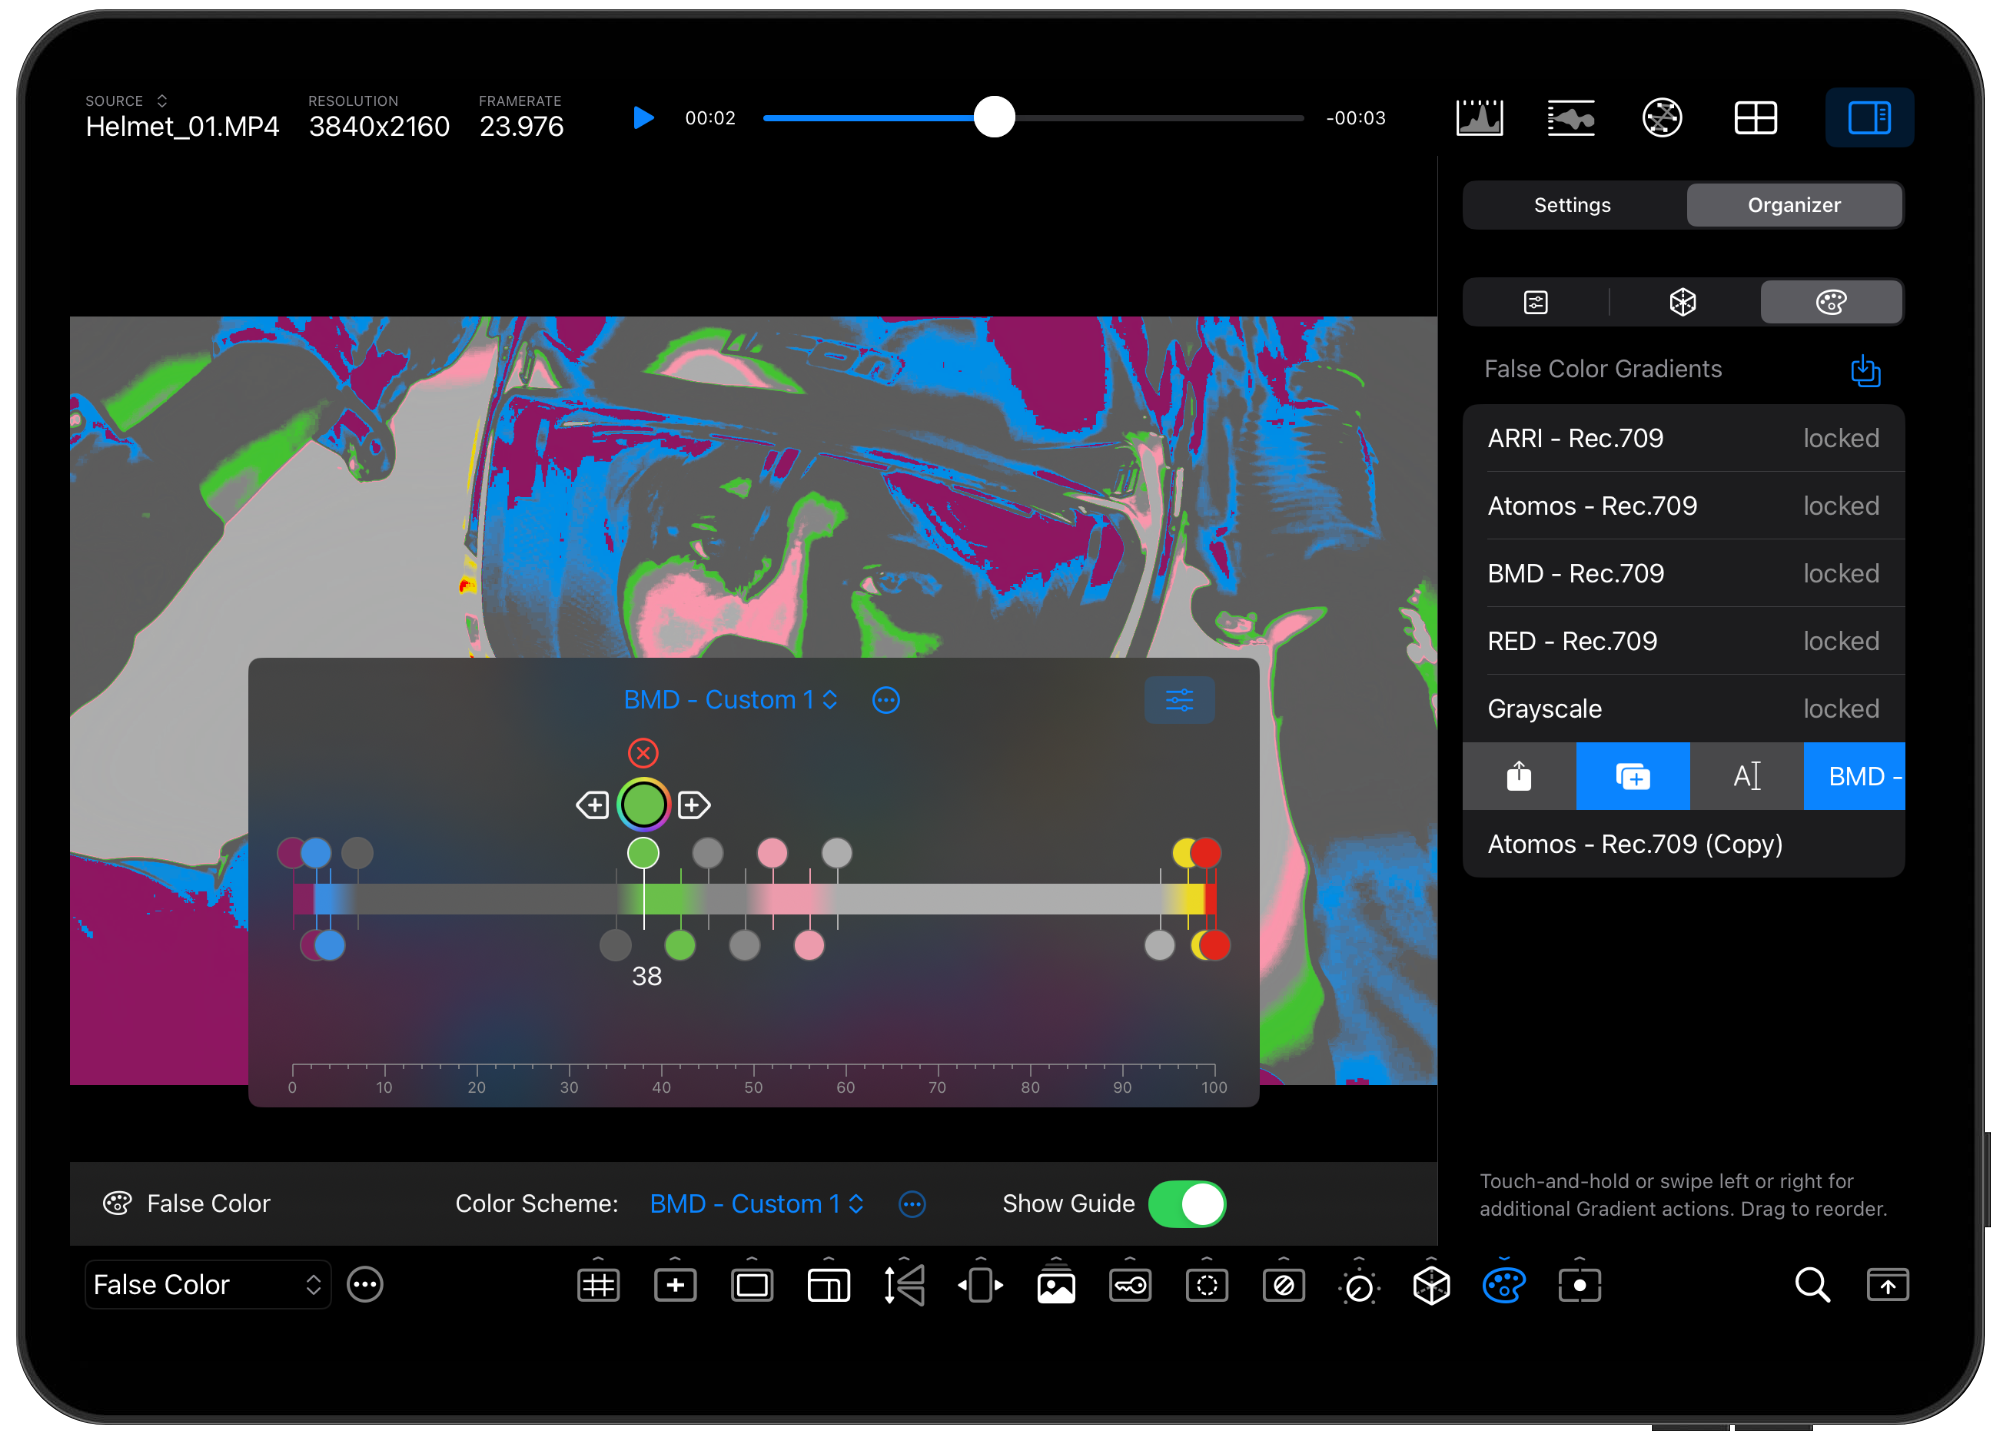 SOURCE RESOLUTION FRAMERATE
Helmet_01.MP4 3840x2160 23.976
00:02 -00:03
Settings Organizer
False Color Gradients
ARRI - Rec.709 locked
Atomos - Rec.709 locked
BMD - Rec.709 locked
RED - Rec.709 locked
Grayscale locked
A BMD -
Atomos - Rec.709 (Copy)
BMD - Custom 1
38
0 10 20 30 40 50 60 70 80 90 100
Touch-and-hold or swipe left or right for
additional Gradient actions. Drag to reorder.
False Color Color Scheme: BMD - Custom 1 Show Guide
False Color